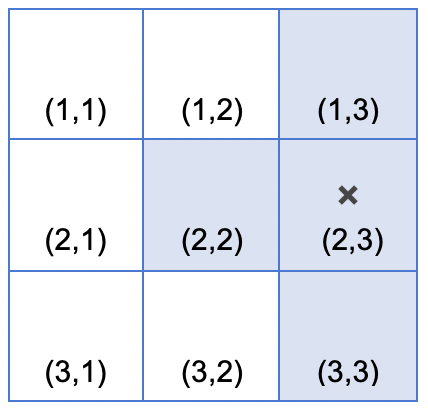 (1,1) (1,2) (1,3)
×
(2,1) (2,2) (2,3)
(3,1) (3,2) (3,3)